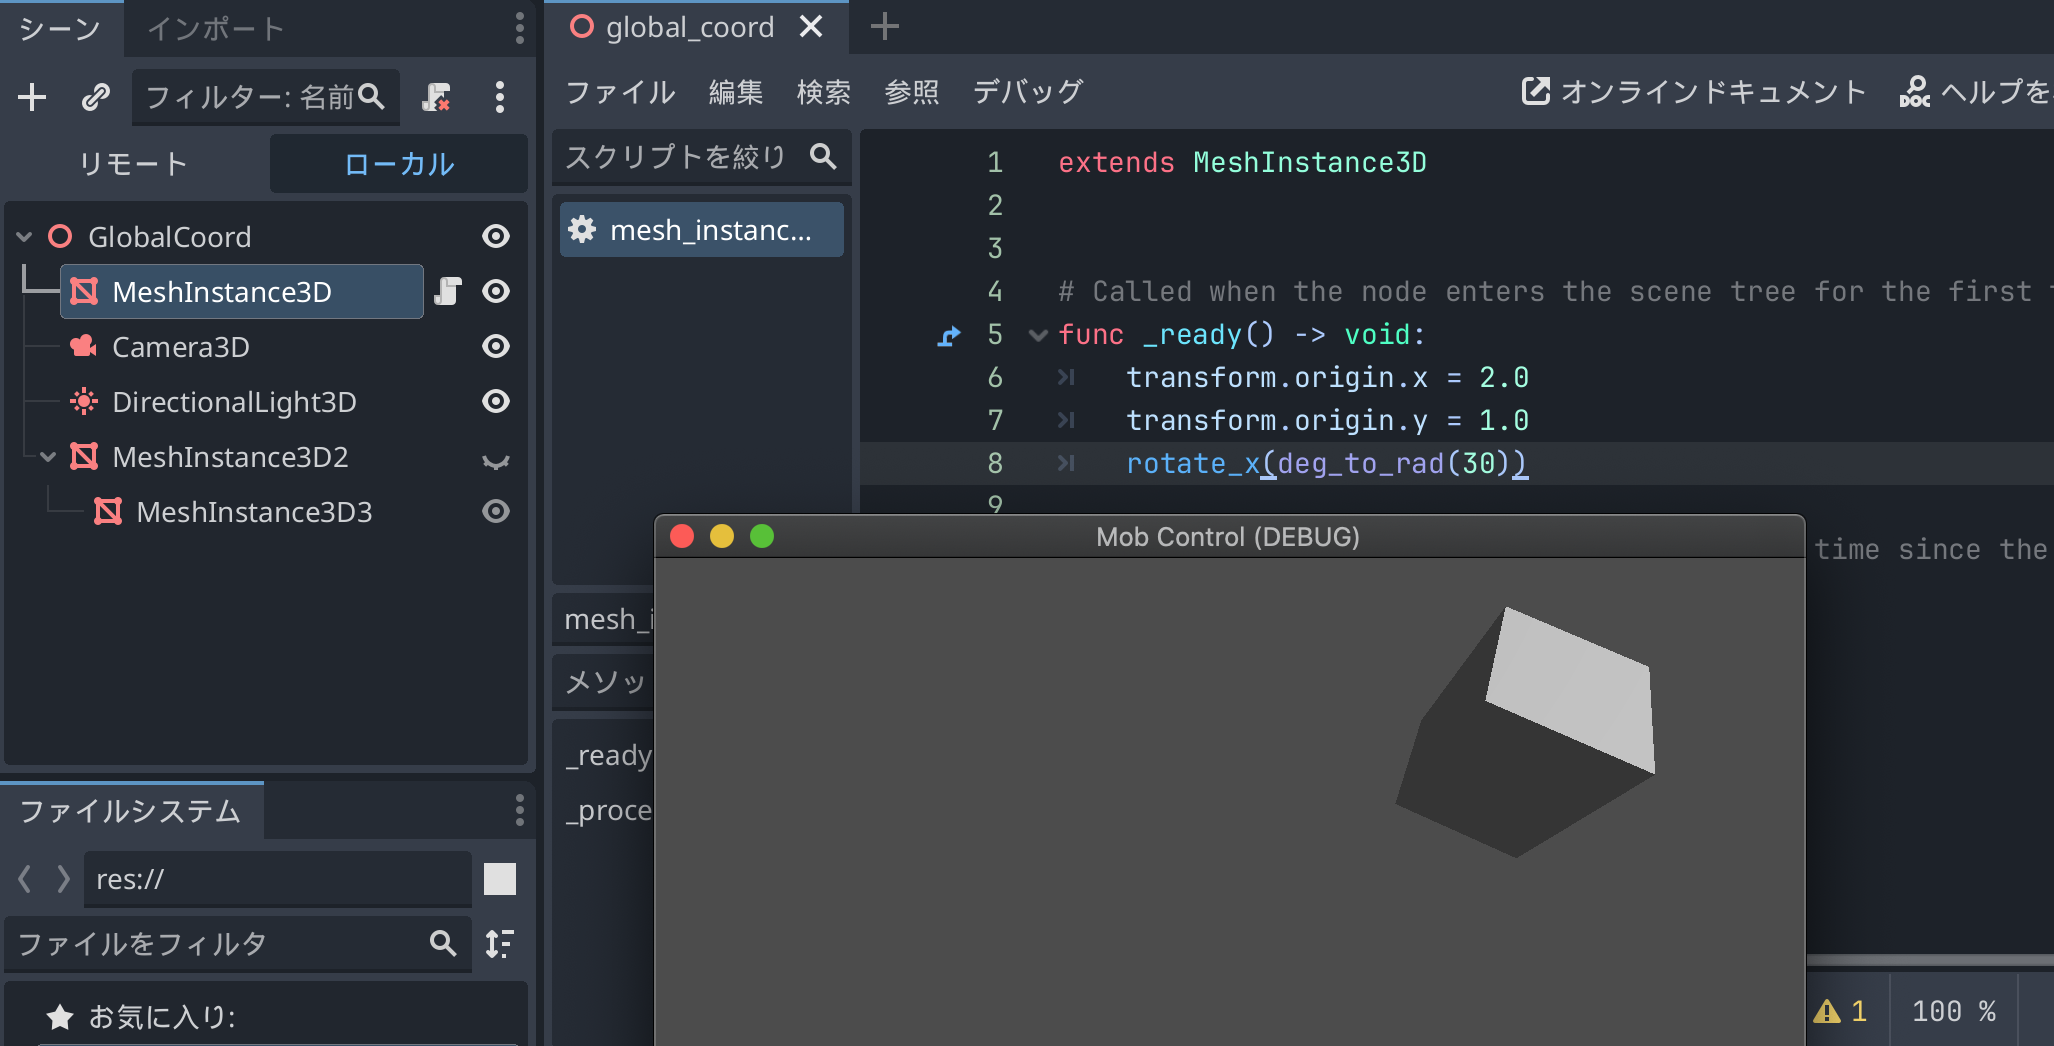 シーン
インポート
フィルター: 名前
リモート
ローカル
GlobalCoord
MeshInstance3D
Camera3D
DirectionalLight3D
MeshInstance3D2
MeshInstance3D3
ファイルシステム
res://
ファイルをフィルタ
お気に入り:
global_coord
ファイル 編集 検索 参照 デバッグ
オンラインドキュメント
DOC ヘルプを
スクリプトを絞り
mesh_instanc...
mesh_i
メソッ
_ready
_proce
1 extends MeshInstance3D
2
3
4 # Called when the node enters the scene tree for the first
5 func _ready() -> void:
6 transform.origin.x = 2.0
7 transform.origin.y = 1.0
8 rotate_x(deg_to_rad(30))
9
time since the
Mob Control (DEBUG)
1
100 %